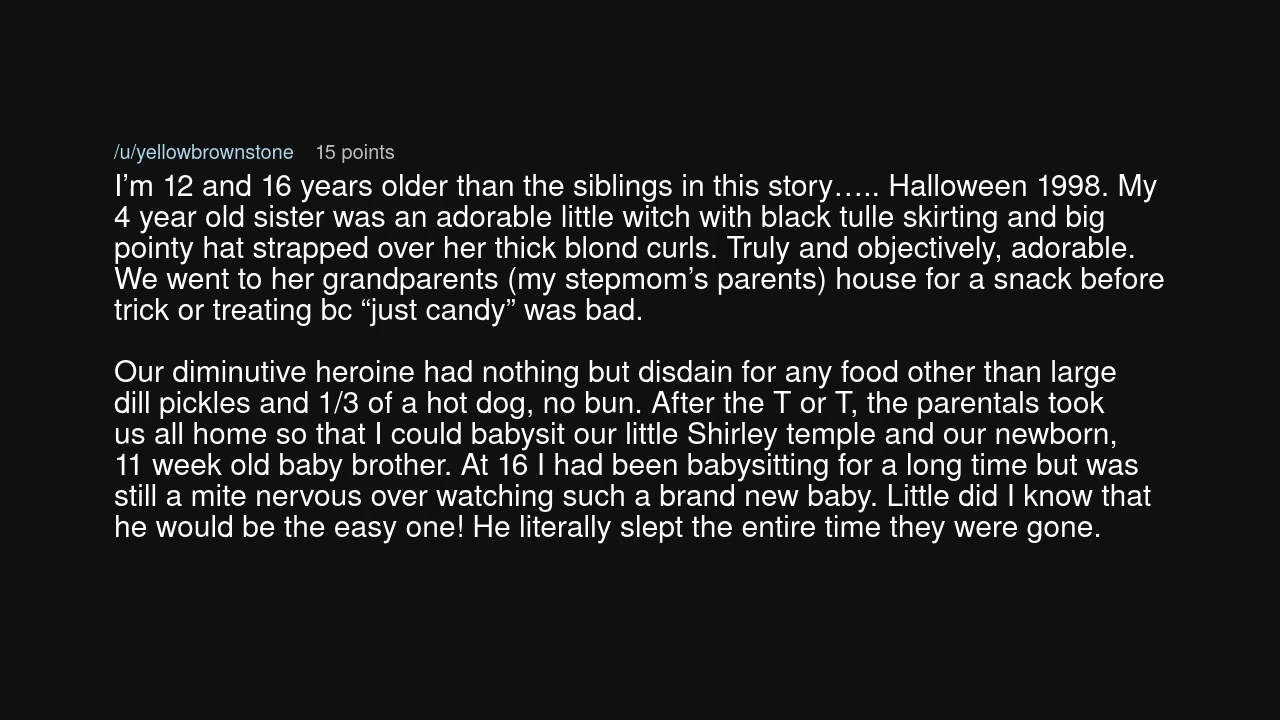 /u/yellowbrownstone 15 points
I’m 12 and 16 years older than the siblings in this story….. Halloween 1998. My
4 year old sister was an adorable little witch with black tulle skirting and big
pointy hat strapped over her thick blond curls. Truly and objectively, adorable.
We went to her grandparents (my stepmom’s parents) house for a snack before
trick or treating bc “just candy” was bad.

Our diminutive heroine had nothing but disdain for any food other than large
dill pickles and 1/3 of a hot dog, no bun. After the T or T, the parentals took
us all home so that I could babysit our little Shirley temple and our newborn,
11 week old baby brother. At 16 I had been babysitting for a long time but was
still a mite nervous over watching such a brand new baby. Little did I know that
he would be the easy one! He literally slept the entire time they were gone.